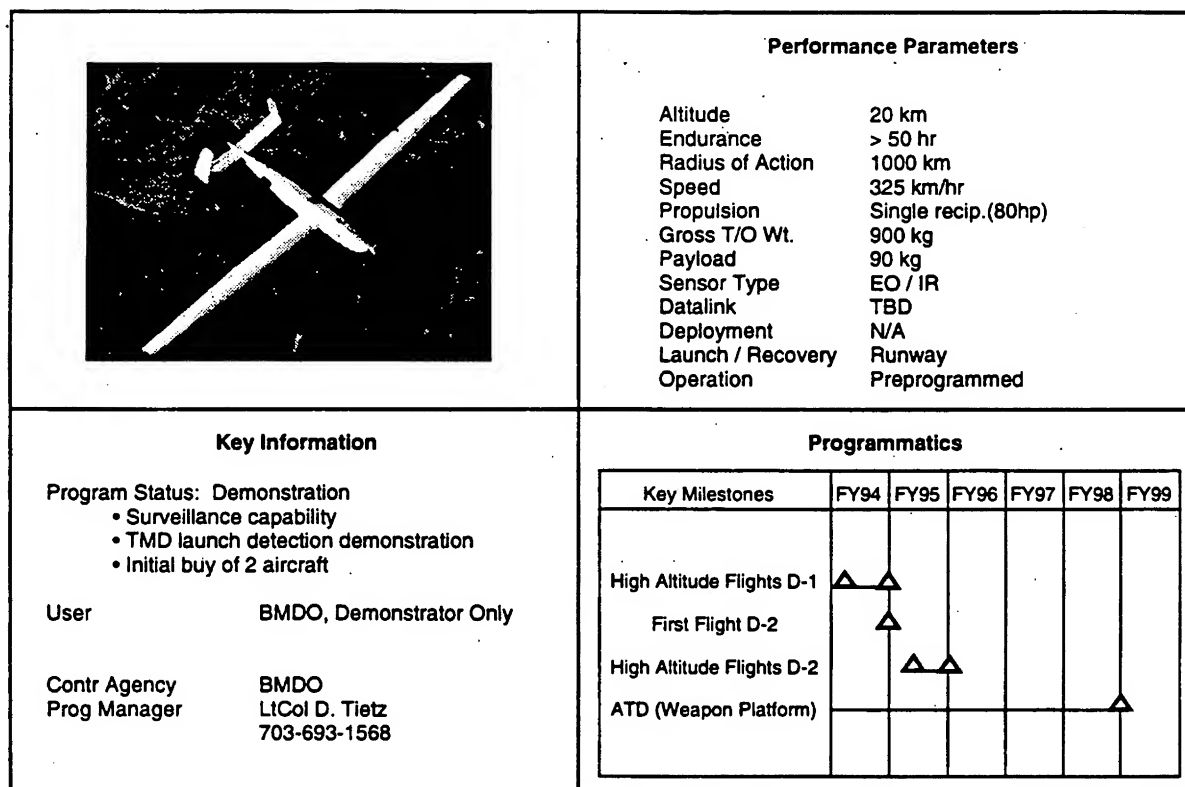 Performance Parameters
Altitude 20 km
Endurance > 50 hr
Radius of Action 1000 km
Speed 325 km/hr
Propulsion Single recip.(80hp)
Gross T/O Wt. 900 kg
Payload 90 kg
Sensor Type EO / IR
Datalink TBD
Deployment N/A
Launch / Recovery Runway
Operation Preprogrammed
Key Information
Program Status: Demonstration
• Surveillance capability
• TMD launch detection demonstration
• Initial buy of 2 aircraft
User BMDO, Demonstrator Only
Contr Agency BMDO
Prog Manager LtCol D. Tietz
703-693-1568
Programmatics
Key Milestones FY94 FY95 FY96 FY97 FY98 FY99
High Altitude Flights D-1
First Flight D-2
High Altitude Flights D-2
ATD (Weapon Platform)